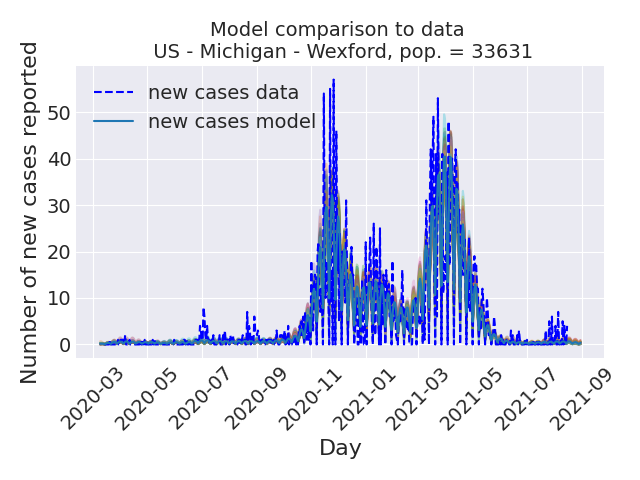 Model comparison to data
US - Michigan - Wexford, pop. = 33631
Number of new cases reported
50
40
30
20
10
0
new cases data
new cases model
2020-03
2020-05
2020-07
2020-09
2020-11
2021-01
2021-03
2021-05
2021-07
2021-09
Day